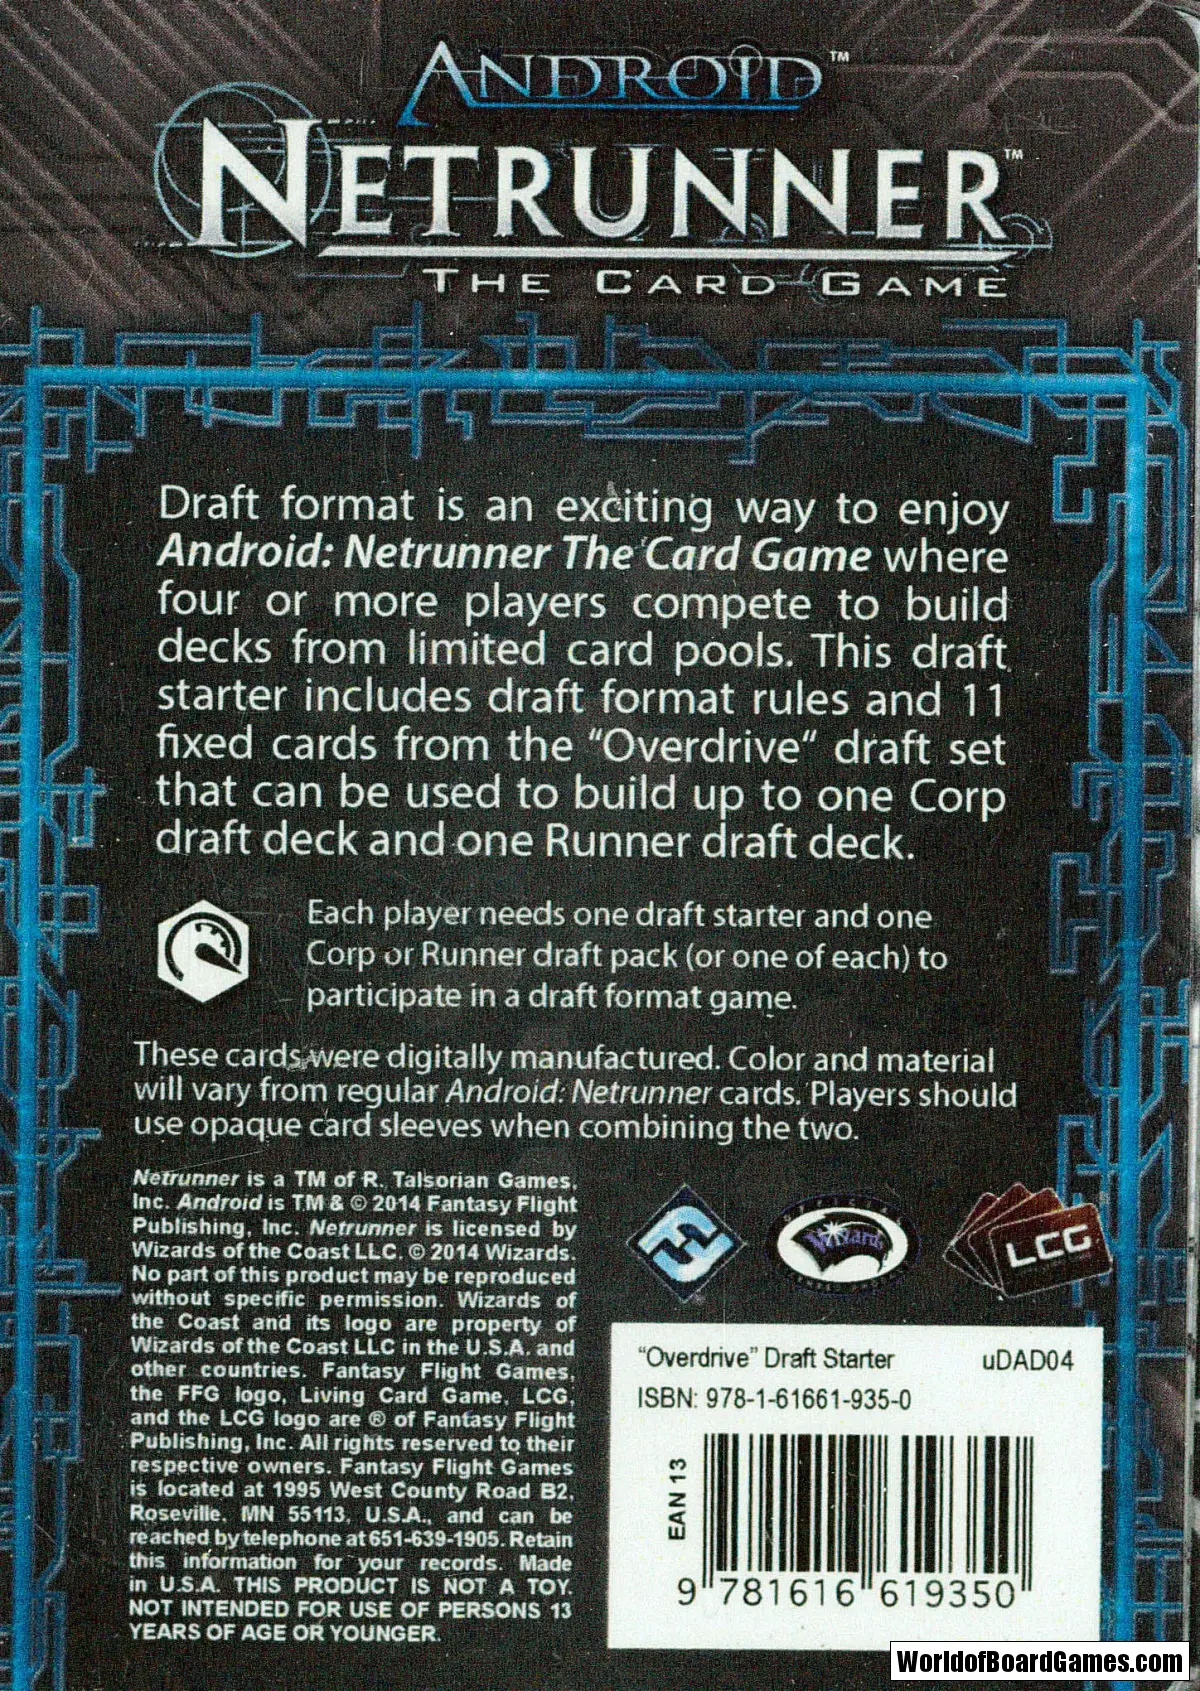 ANDROID™
NETRUNNER™
THE CARD GAME
Draft format is an exciting way to enjoy
Android: Netrunner The Card Game where
four or more players compete to build
decks from limited card pools. This draft
starter includes draft format rules and 11
fixed cards from the “Overdrive“ draft set
that can be used to build up to one Corp
draft deck and one Runner draft deck.
Each player needs one draft starter and one
Corp or Runner draft pack (or one of each) to
participate in a draft format game.
These cards were digitally manufactured. Color and material
will vary from regular Android: Netrunner cards. Players should
use opaque card sleeves when combining the two.
Netrunner is a TM of R. Talsorian Games,
Inc. Android is TM & © 2014 Fantasy Flight
Publishing, Inc. Netrunner is licensed by
Wizards of the Coast LLC. © 2014 Wizards.
No part of this product may be reproduced
without specific permission. Wizards of
the Coast and its logo are property of
Wizards of the Coast LLC in the U.S.A. and
other countries. Fantasy Flight Games,
the FFG logo, Living Card Game, LCG,
and the LCG logo are ® of Fantasy Flight
Publishing, Inc. All rights reserved to their
respective owners. Fantasy Flight Games
is located at 1995 West County Road B2,
Roseville, MN 55113, U.S.A., and can be
reached by telephone at 651-639-1905. Retain
this information for your records. Made
in U.S.A. THIS PRODUCT IS NOT A TOY.
NOT INTENDED FOR USE OF PERSONS 13
YEARS OF AGE OR YOUNGER.
Wizards
LCG
“Overdrive” Draft Starter uDAD04
ISBN: 978-1-61661-935-0
EAN 13
9 781616 619350
WorldofBoardGames.com